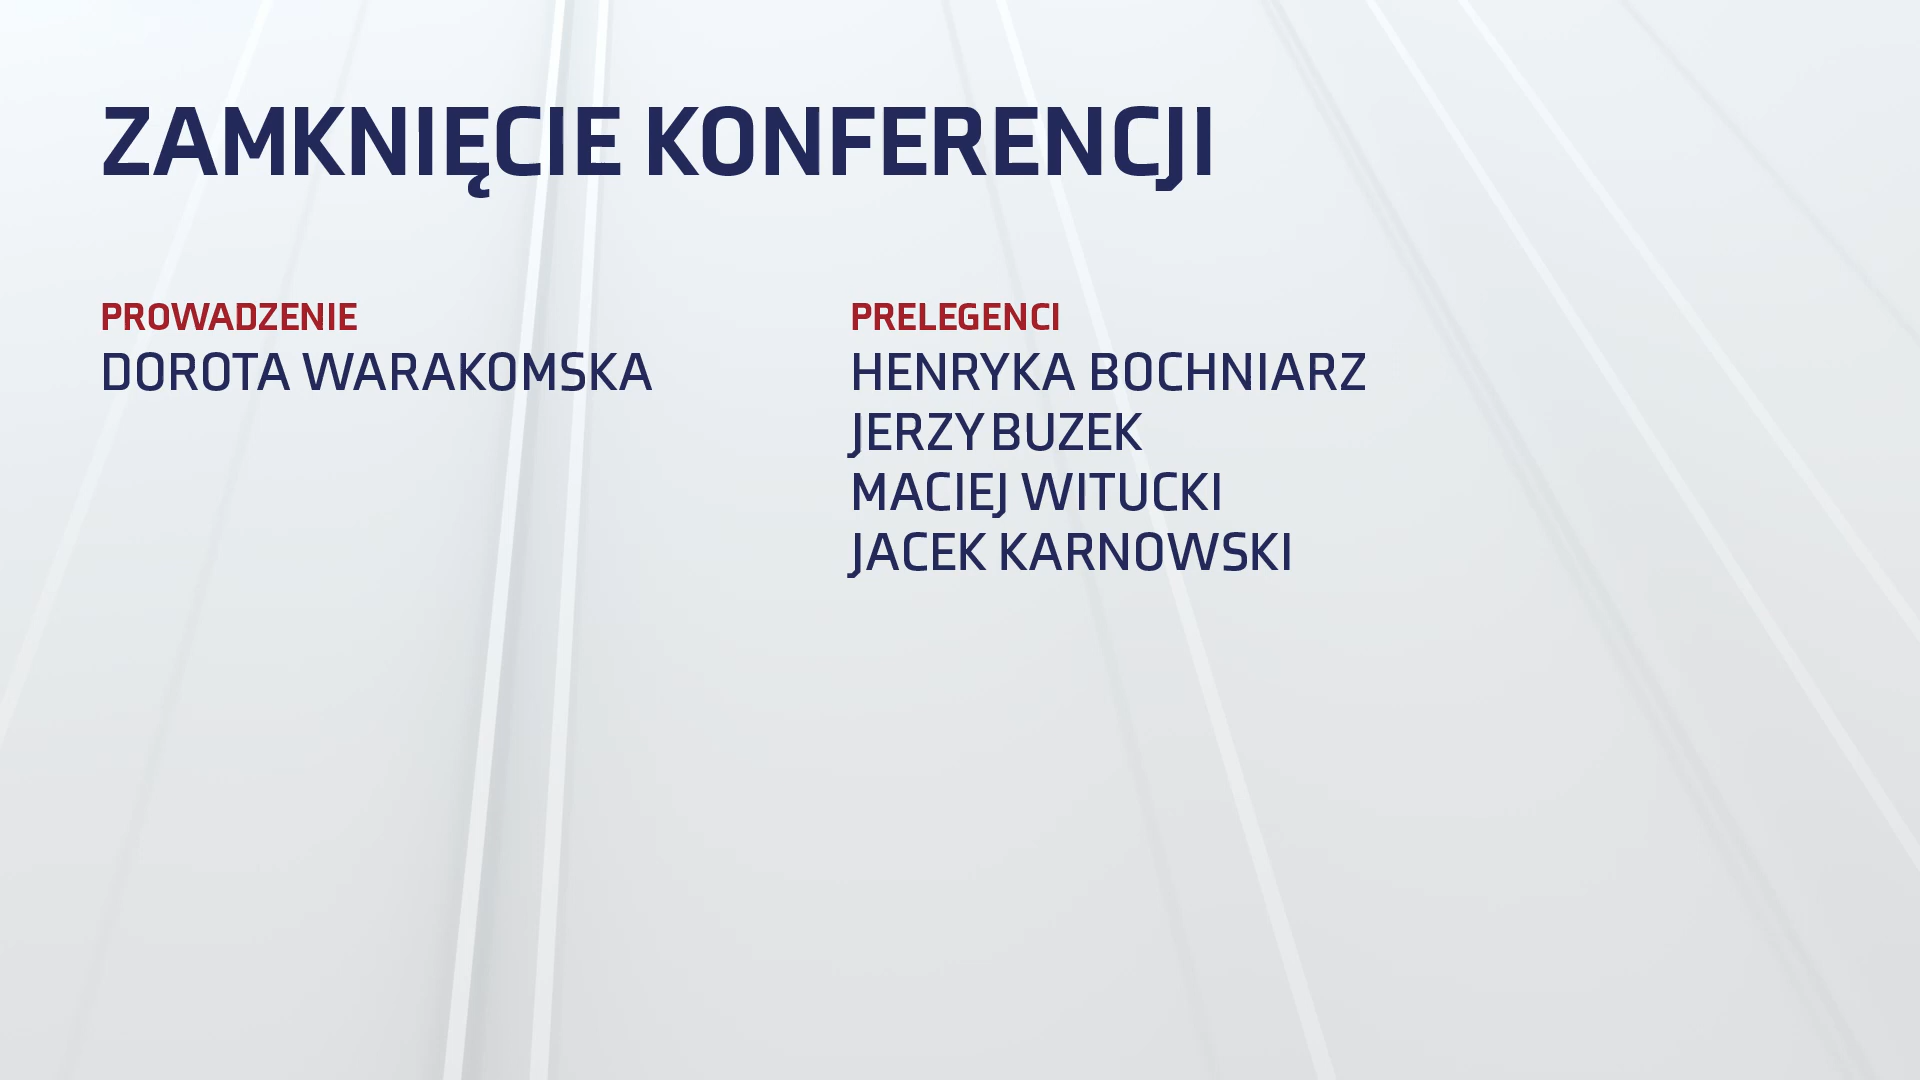 ZAMKNIĘCIE KONFERENCJI
PROWADZENIE
DOROTA WARAKOMSKA
PRELEGENCI
HENRYKA BOCHNIARZ
JERZY BUZEK
MACIEJ WITUCKI
JACEK KARNOWSKI